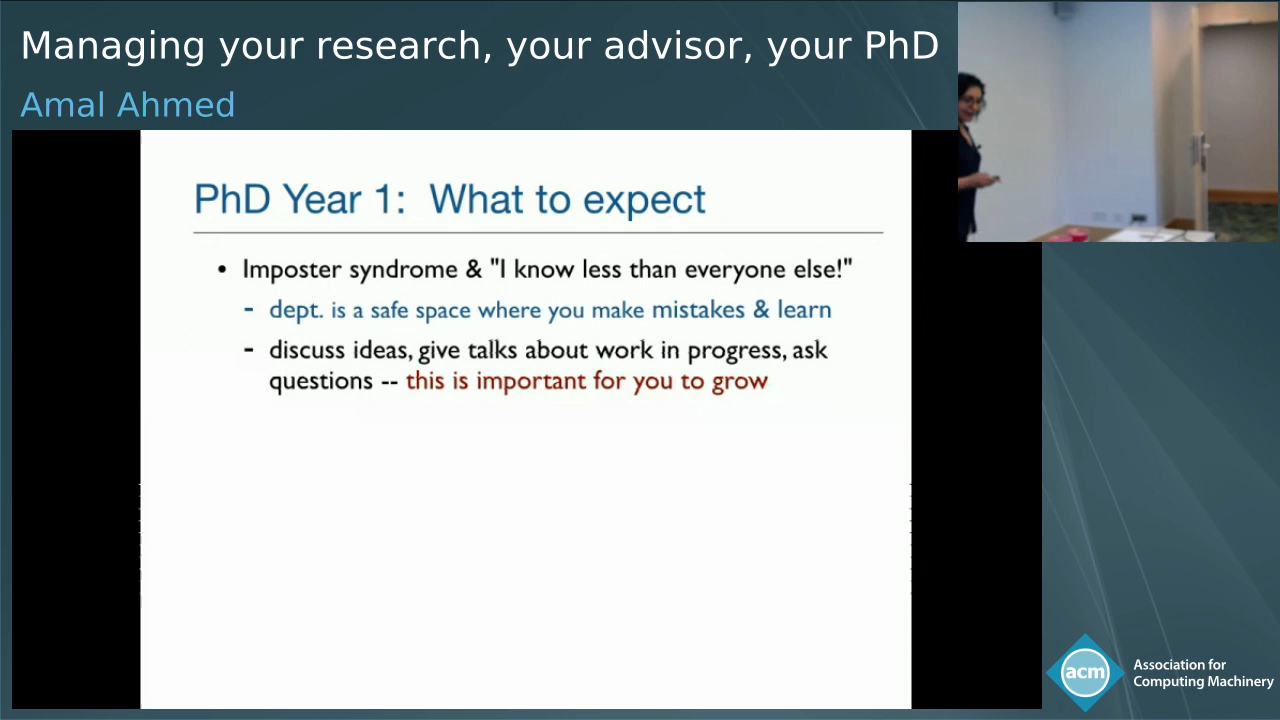 Managing your research, your advisor, your PhD
Amal Ahmed
PhD Year 1: What to expect
• Imposter syndrome & "I know less than everyone else!"
- dept. is a safe space where you make mistakes & learn
- discuss ideas, give talks about work in progress, ask
questions -- this is important for you to grow
acm
Association for
Computing Machinery